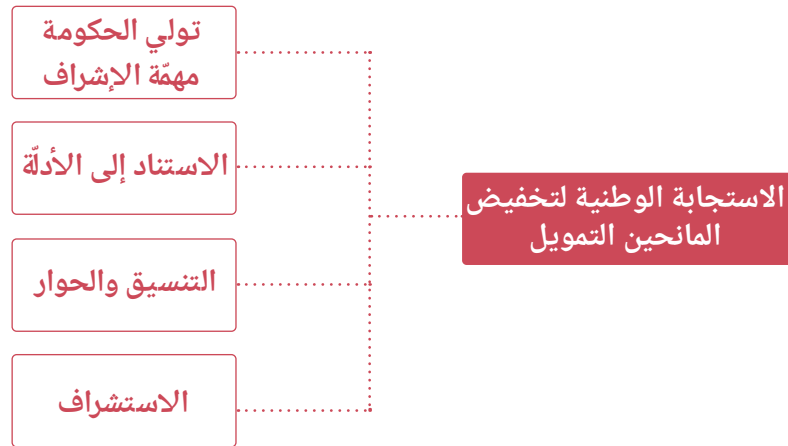 الاستجابة الوطنية لتخفيض
المانحين التمويل
تولي الحكومة
مهمّة الإشراف
الاستناد إلى الأدلّة
التنسيق والحوار
الاستشراف